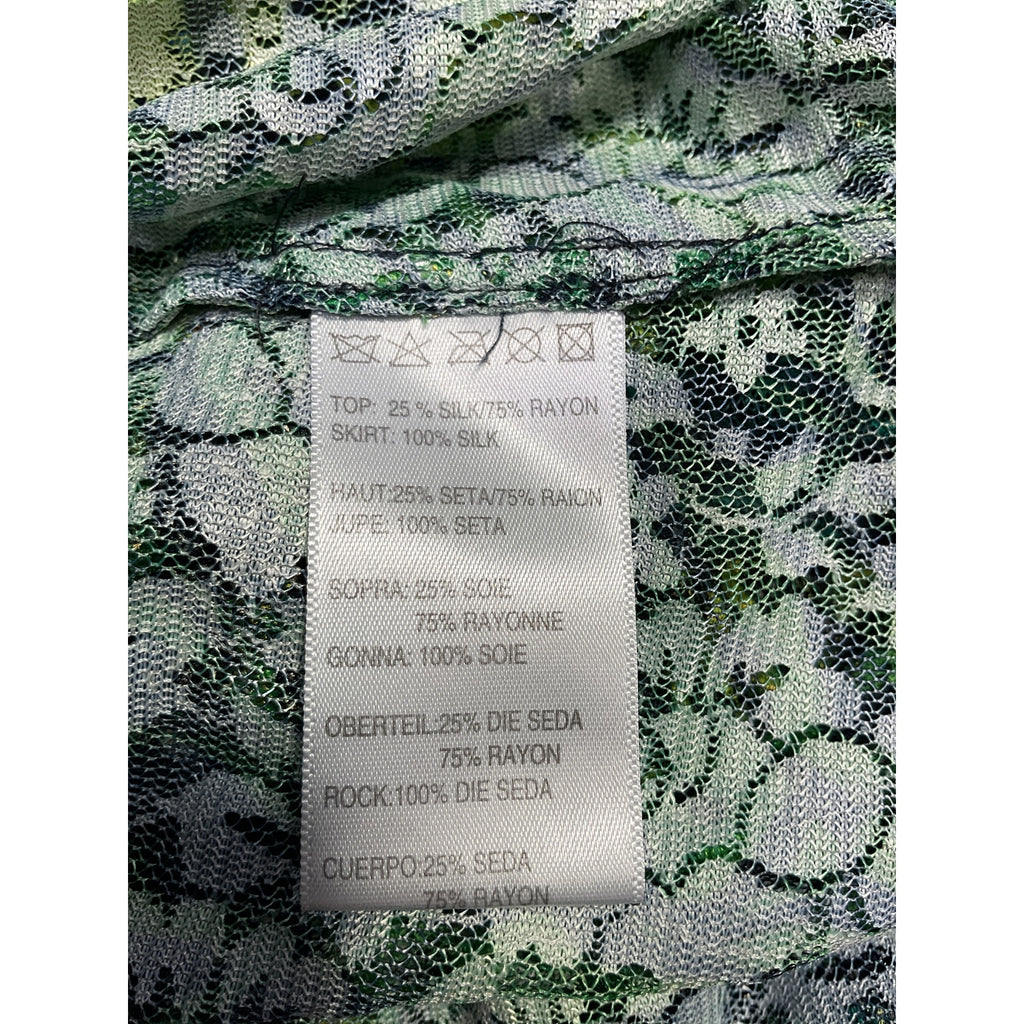 TOP: 25 % SILK/75% RAYON
SKIRT: 100% SILK
HAUT:25% SETA/75% RAION
JUPE: 100% SETA
SOPRA: 25% SOIE
75% RAYONNE
GONNA: 100% SOIE
OBERTEIL:25% DIE SEDA
75% RAYON
ROCK:100% DIE SEDA
CUERPO:25% SEDA
75% RAYON